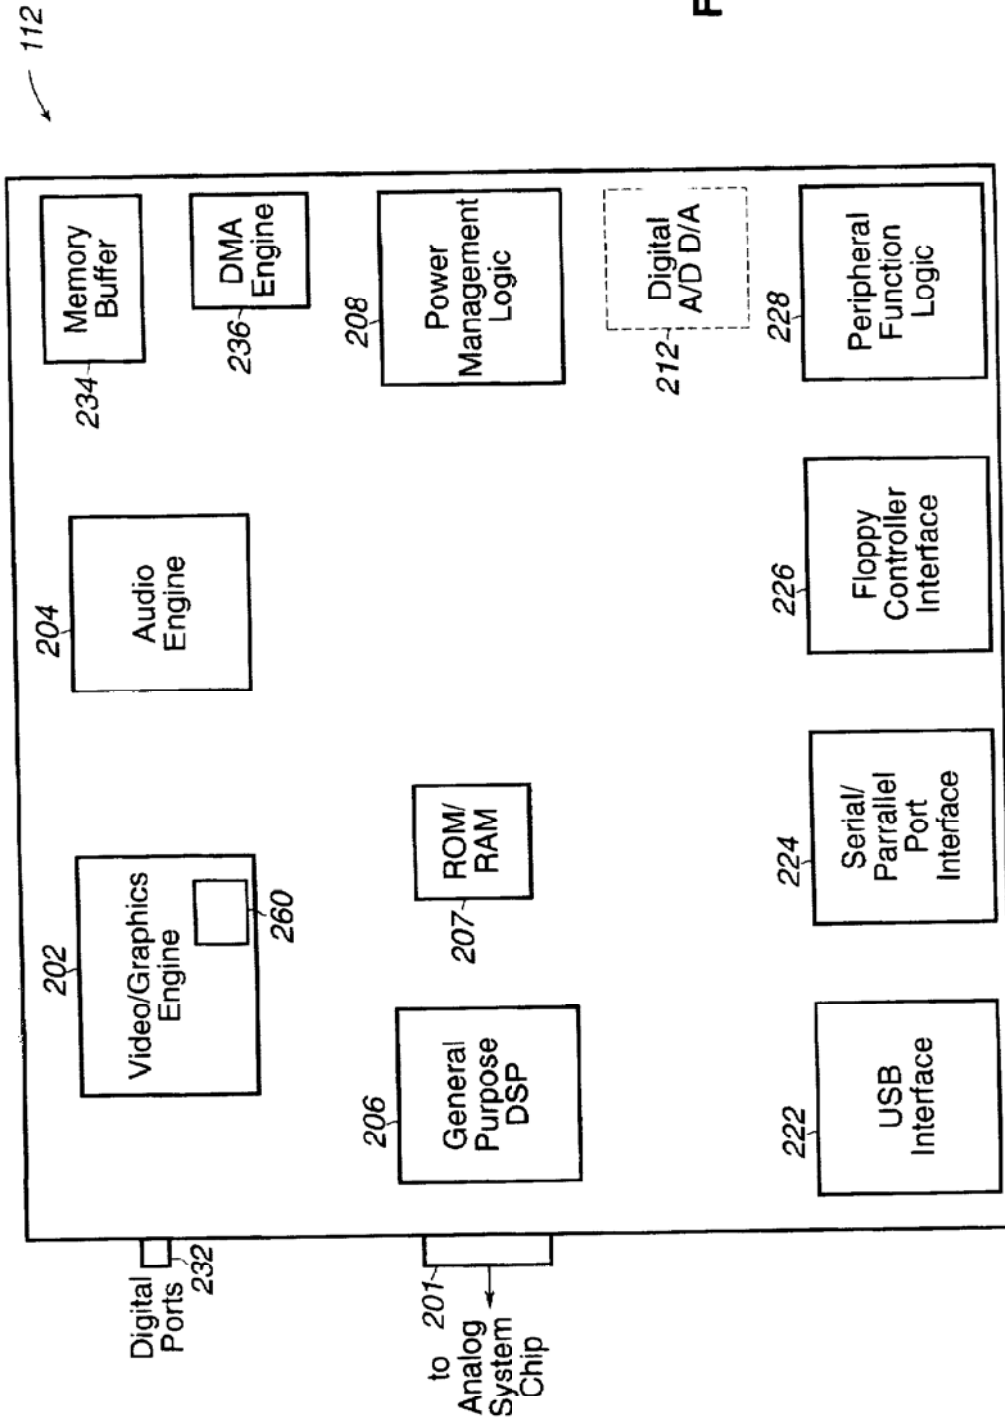 112
202
Video/Graphics
Engine
260
204
Audio
Engine
234
Memory
Buffer
236
DMA
Engine
Digital
Ports
232
201
to
Analog
System
Chip
206
General
Purpose
DSP
207
ROM/
RAM
208
Power
Management
Logic
212
Digital
A/D D/A
222
USB
Interface
224
Serial/
Parrallel
Port
Interface
226
Floppy
Controller
Interface
228
Peripheral
Function
Logic